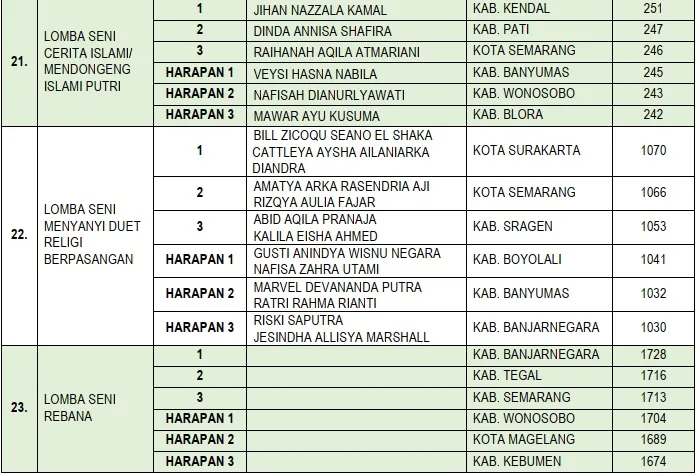 21. LOMBA SENI CERITA ISLAMI/ MENDONGENG ISLAMI PUTRI
1 JIHAN NAZZALA KAMAL KAB. KENDAL 251
2 DINDA ANNISA SHAFIRA KAB. PATI 247
3 RAIHANAH AQILA ATMARIANI KOTA SEMARANG 246
HARAPAN 1 VEYSI HASNA NABILA KAB. BANYUMAS 245
HARAPAN 2 NAFISAH DIANURLYAWATI KAB. WONOSOBO 243
HARAPAN 3 MAWAR AYU KUSUMA KAB. BLORA 242
22. LOMBA SENI MENYANYI DUET RELIGI BERPASANGAN
1 BILL ZICOQU SEANO EL SHAKA
CATTLEYA AYSHA AILANIARKA
DIANDRA
KOTA SURAKARTA 1070
2 AMATYA ARKA RASENDRIA AJI
RIZQYA AULIA FAJAR
KOTA SEMARANG 1066
3 ABID AQILA PRANAJA
KALILA EISHA AHMED
KAB. SRAGEN 1053
HARAPAN 1 GUSTI ANINDYA WISNU NEGARA
NAFISA ZAHRA UTAMI
KAB. BOYOLALI 1041
HARAPAN 2 MARVEL DEVANANDA PUTRA
RATRI RAHMA RIANTI
KAB. BANYUMAS 1032
HARAPAN 3 RISKI SAPUTRA
JESINDHA ALLISYA MARSHALL
KAB. BANJARNEGARA 1030
23. LOMBA SENI REBANA
1 KAB. BANJARNEGARA 1728
2 KAB. TEGAL 1716
3 KAB. SEMARANG 1713
HARAPAN 1 KAB. WONOSOBO 1704
HARAPAN 2 KOTA MAGELANG 1689
HARAPAN 3 KAB. KEBUMEN 1674